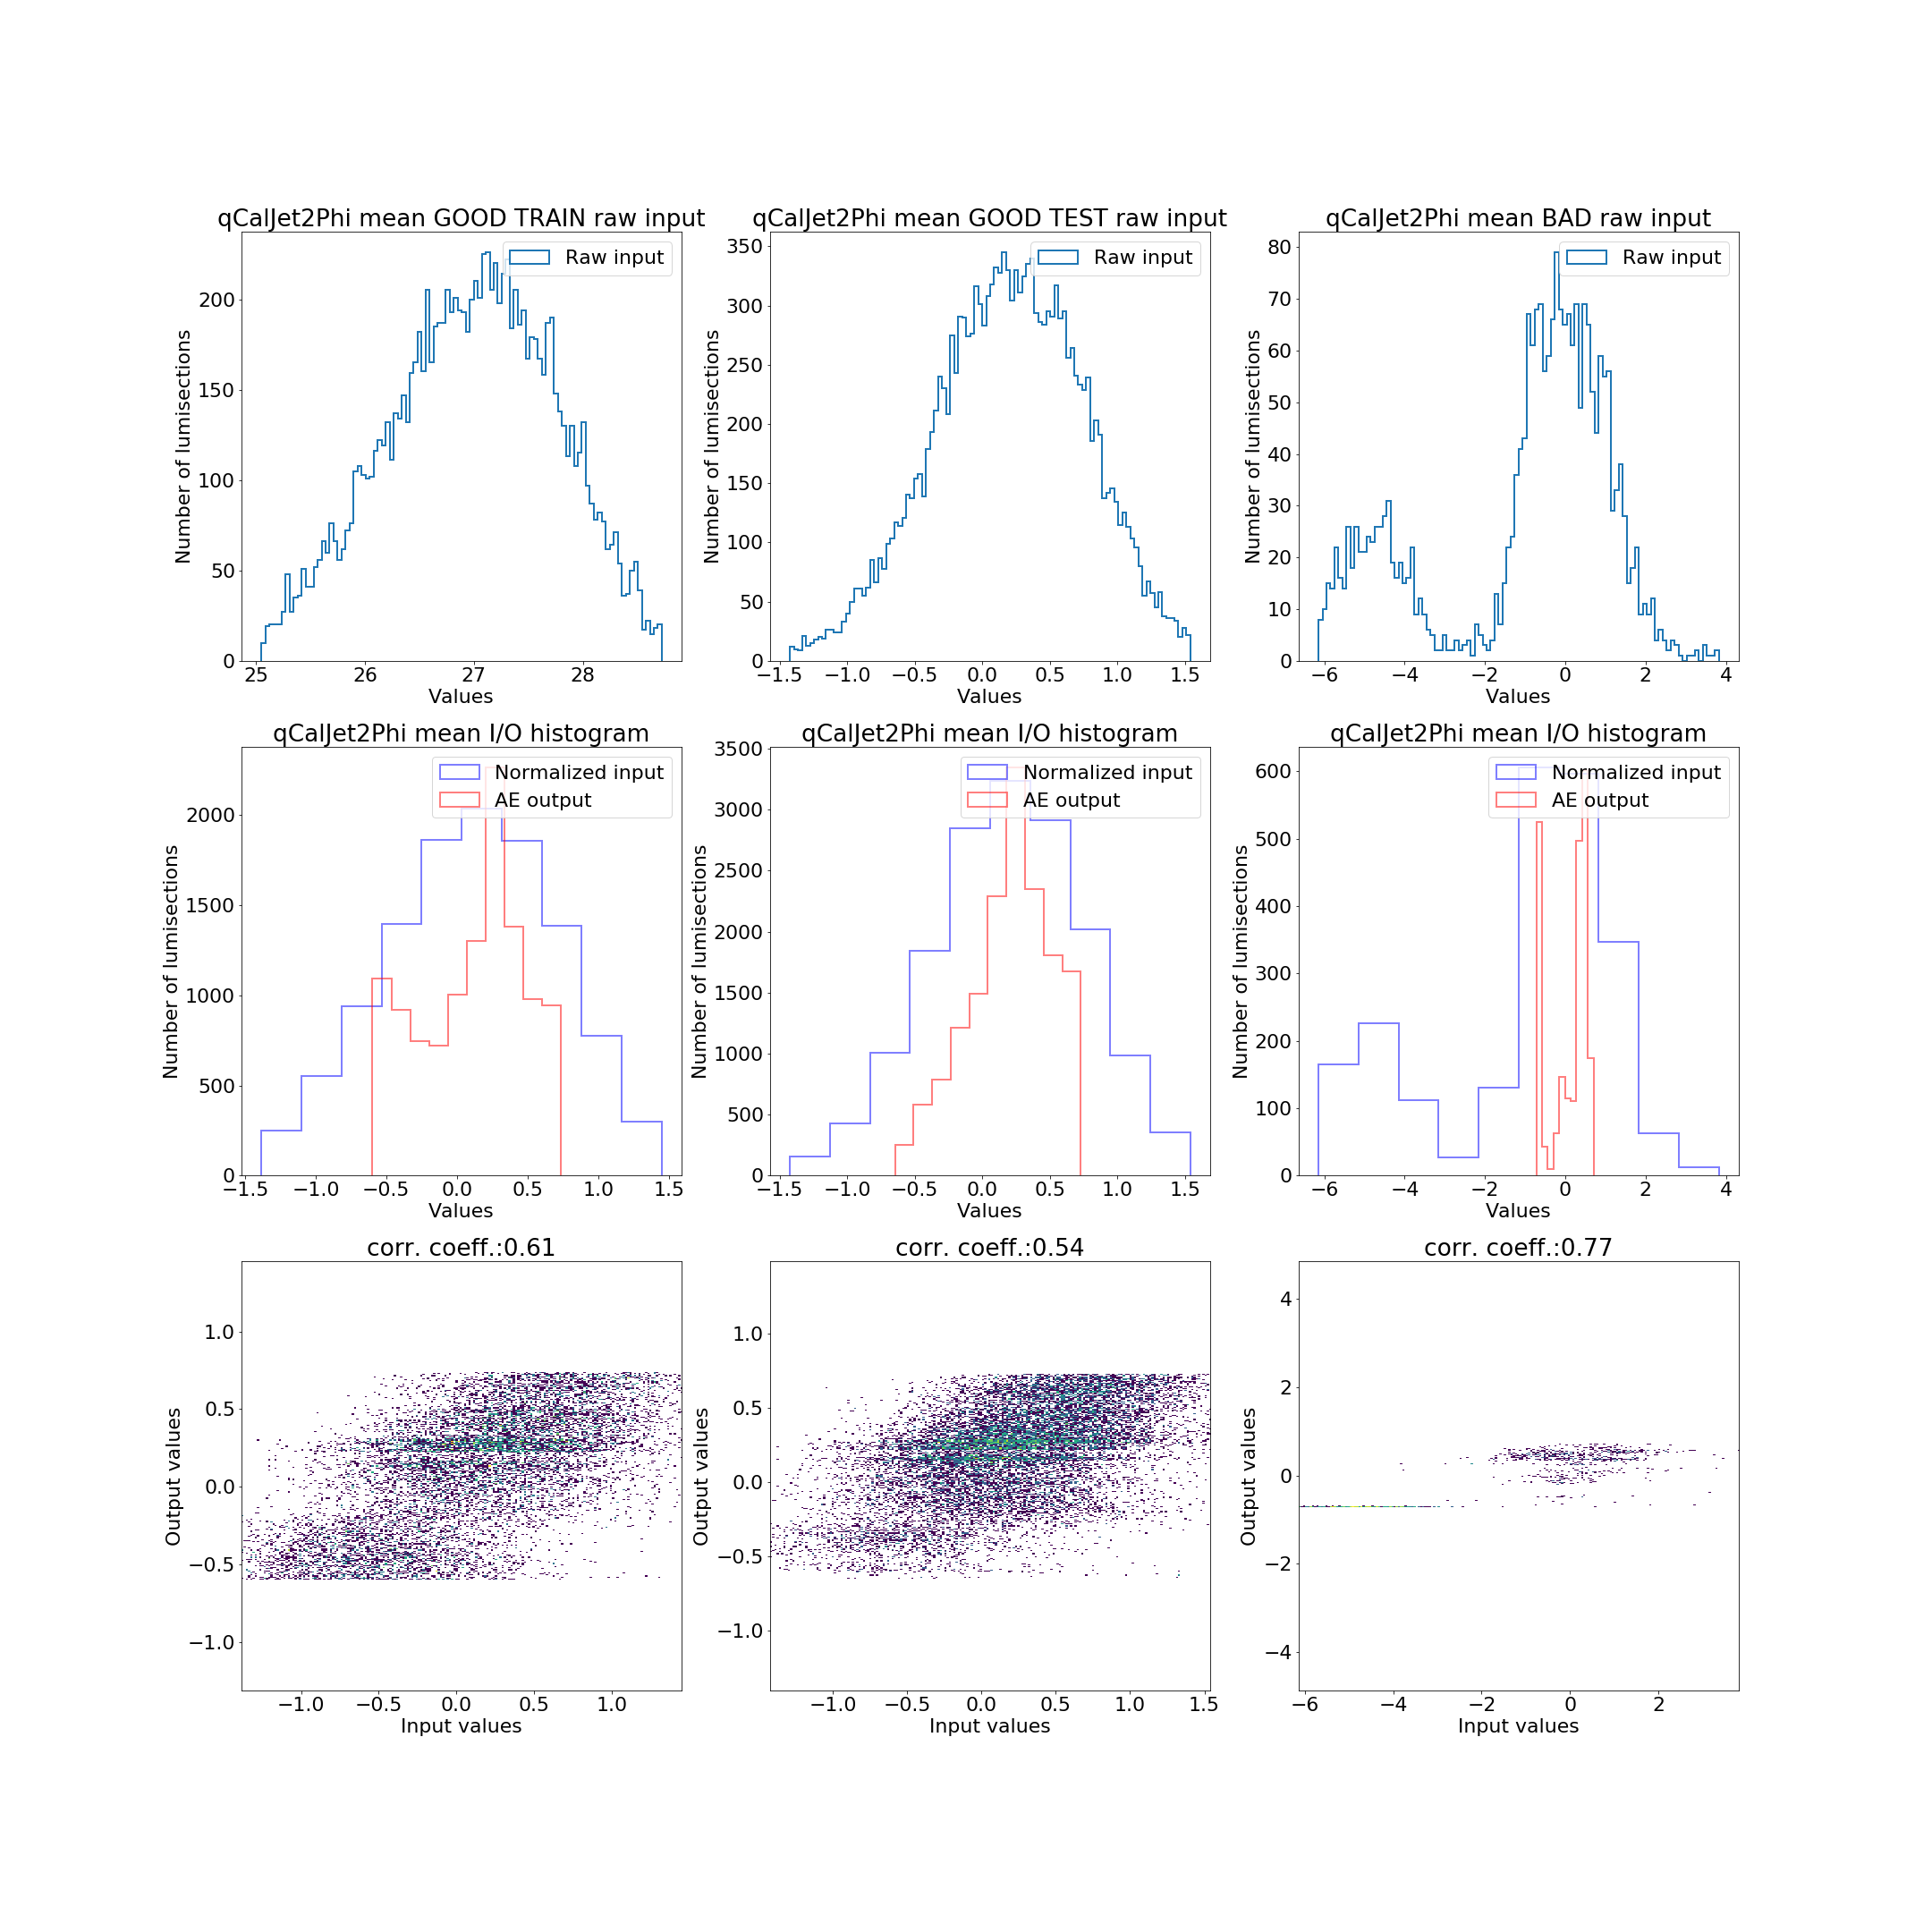 qCalJet2Phi mean GOOD TRAIN raw input
Raw input
Number of lumisections
200
150
100
50
0
25 26 27 28
Values
qCalJet2Phi mean GOOD TEST raw input
Raw input
Number of lumisections
350
300
250
200
150
100
50
0
−1.5 −1.0 −0.5 0.0 0.5 1.0 1.5
Values
qCalJet2Phi mean BAD raw input
Raw input
Number of lumisections
80
70
60
50
40
30
20
10
0
−6 −4 −2 0 2 4
Values
qCalJet2Phi mean I/O histogram
Normalized input
AE output
Number of lumisections
2000
1500
1000
500
0
−1.5 −1.0 −0.5 0.0 0.5 1.0 1.5
Values
qCalJet2Phi mean I/O histogram
Normalized input
AE output
Number of lumisections
3500
3000
2500
2000
1500
1000
500
0
−1.5 −1.0 −0.5 0.0 0.5 1.0 1.5
Values
qCalJet2Phi mean I/O histogram
Normalized input
AE output
Number of lumisections
600
500
400
300
200
100
0
−6 −4 −2 0 2 4
Values
corr. coeff.:0.61
Output values
1.0
0.5
0.0
−0.5
−1.0
−1.0 −0.5 0.0 0.5 1.0
Input values
corr. coeff.:0.54
Output values
1.0
0.5
0.0
−0.5
−1.0
−1.0 −0.5 0.0 0.5 1.0 1.5
Input values
corr. coeff.:0.77
Output values
4
2
0
−2
−4
−6 −4 −2 0 2
Input values